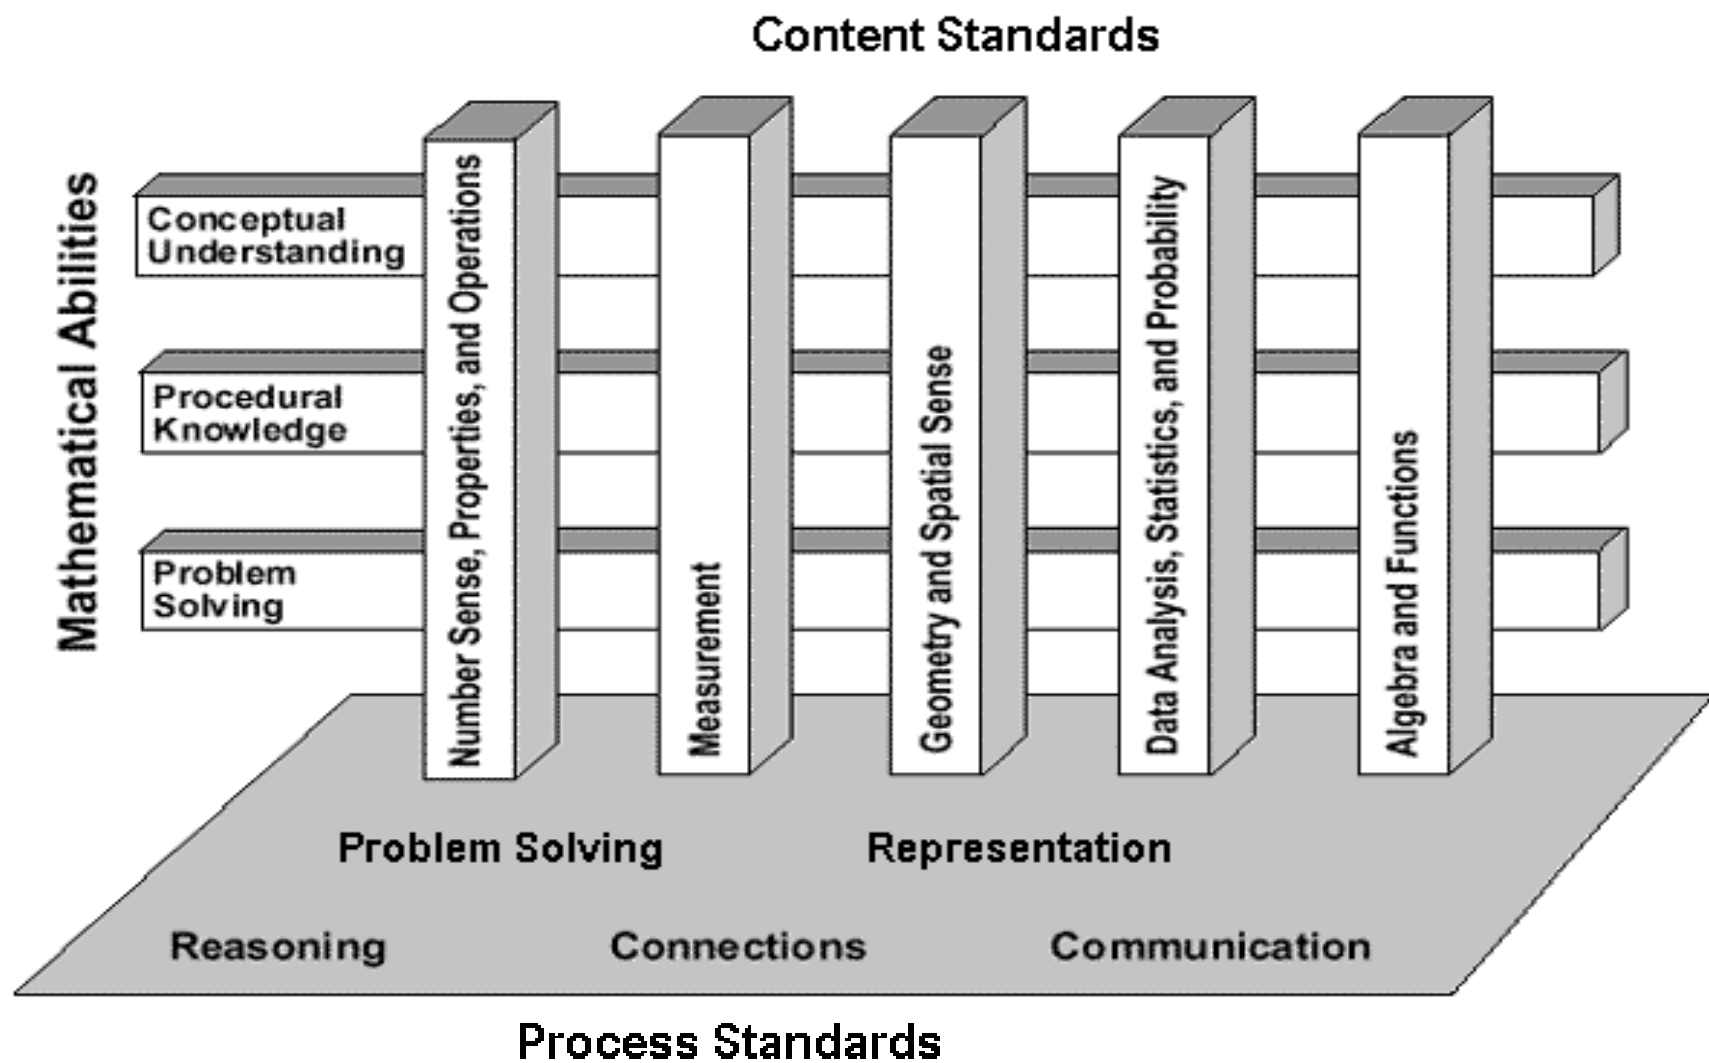 Content Standards
Mathematical Abilities
Conceptual
Understanding
Procedural
Knowledge
Problem
Solving
Number Sense, Properties, and Operations
Measurement
Geometry and Spatial Sense
Data Analysis, Statistics, and Probability
Algebra and Functions
Problem Solving
Representation
Reasoning
Connections
Communication
Process Standards